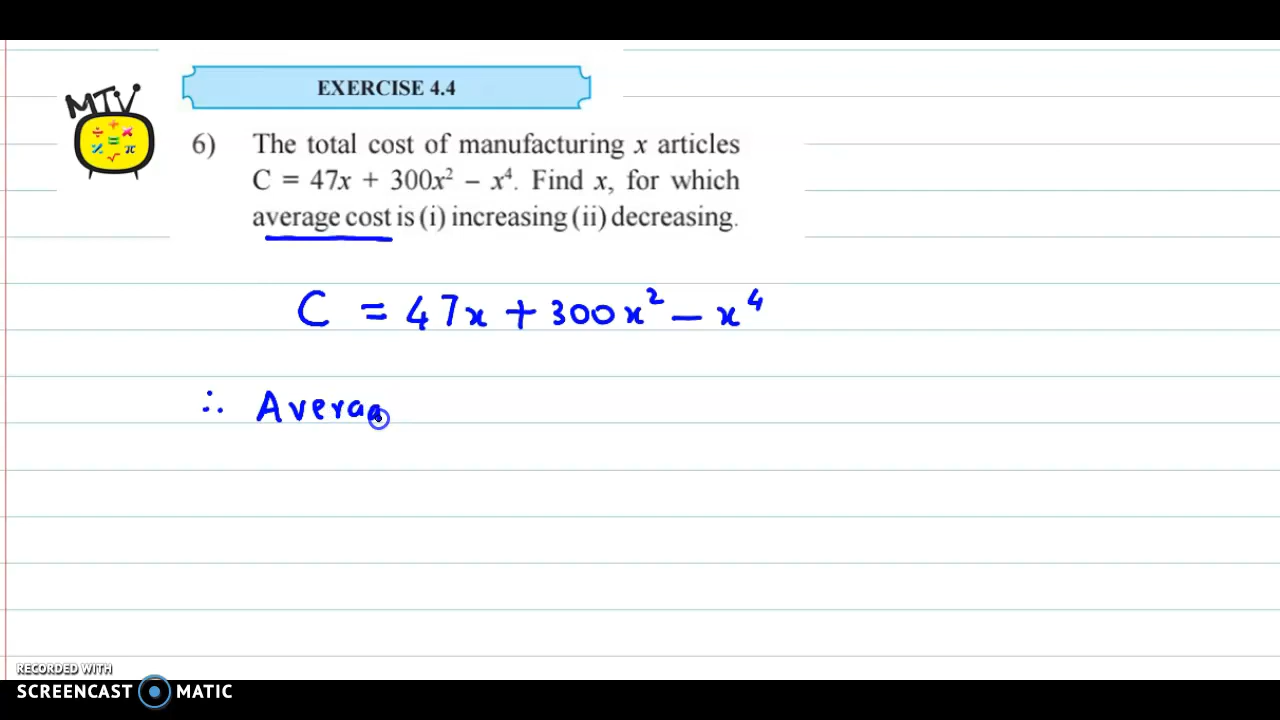 MTV
EXERCISE 4.4
6) The total cost of manufacturing x articles
C = 47x + 300x² – x⁴. Find x, for which
average cost is (i) increasing (ii) decreasing.
C = 47x + 300x² – x⁴
∴ Averag
RECORDED WITH
SCREENCAST MATIC